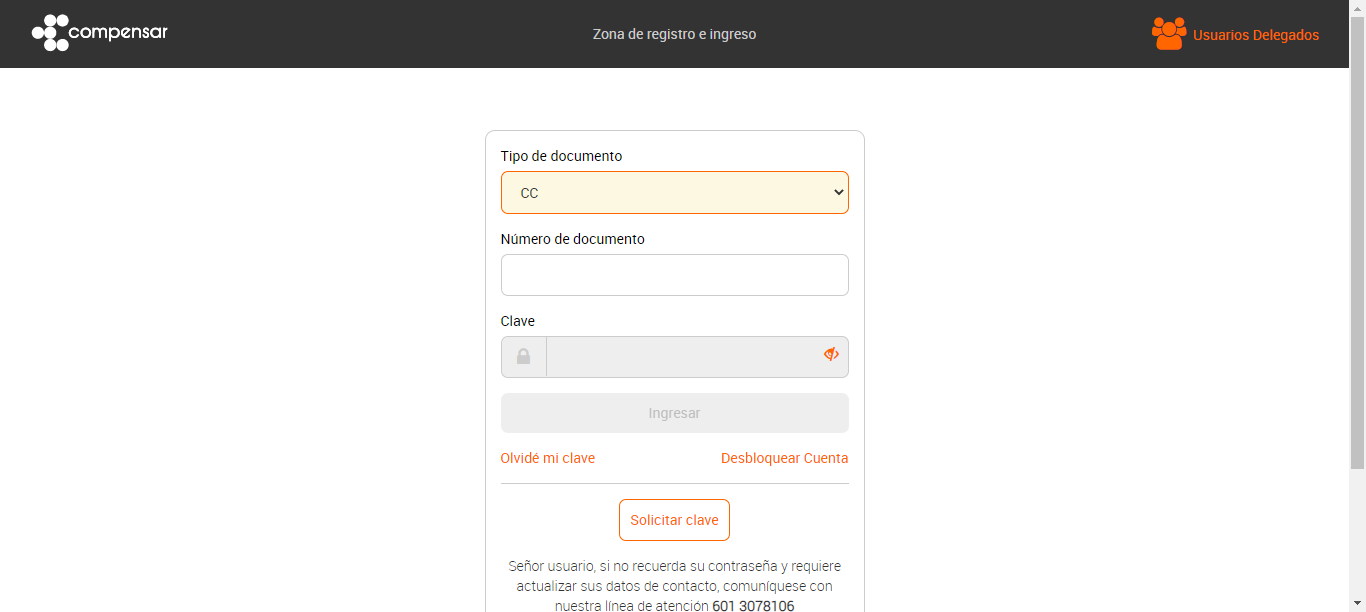 compensar
Zona de registro e ingreso
Usuarios Delegados
Tipo de documento
CC
Número de documento
Clave
Ingresar
Olvidé mi clave
Desbloquear Cuenta
Solicitar clave
Señor usuario, si no recuerda su contraseña y requiere
actualizar sus datos de contacto, comuníquese con
nuestra línea de atención 601 3078106